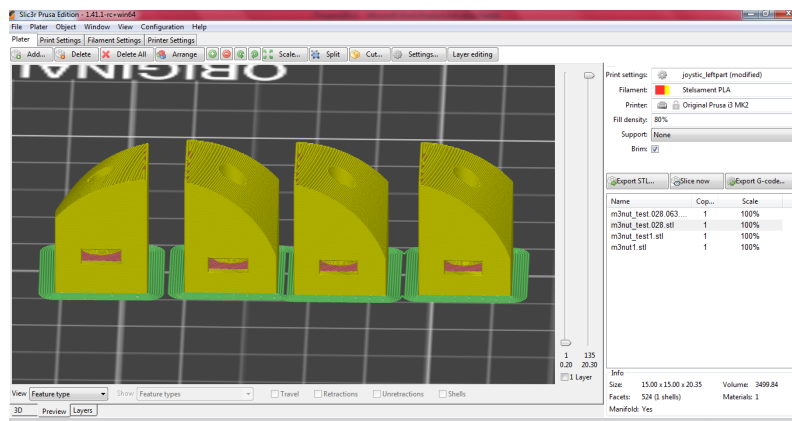 Slic3r Prusa Edition - 1.41.1-rc+win64
File Plater Object Window View Configuration Help
Plater Print Settings Filament Settings Printer Settings
Add... Delete Delete All Arrange Scale... Split Cut... Settings... Layer editing
ORIGINAL
Print settings: joystic_leftpart (modified)
Filament: Stelsament PLA
Printer: Original Prusa i3 MK2
Fill density: 80%
Support: None
Brim:
Export STL... Slice now Export G-code...
Name Cop... Scale
m3nut_test.028.063.... 1 100%
m3nut_test.028.stl 1 100%
m3nut_test1.stl 1 100%
m3nut1.stl 1 100%
1 135
0.20 20.30
1 Layer
Info
Size: 15.00 x 15.00 x 20.35 Volume: 3499.84
Facets: 524 (1 shells) Materials: 1
Manifold: Yes
View Feature type Show Feature types Travel Retractions Unretractions Shells
3D Preview Layers